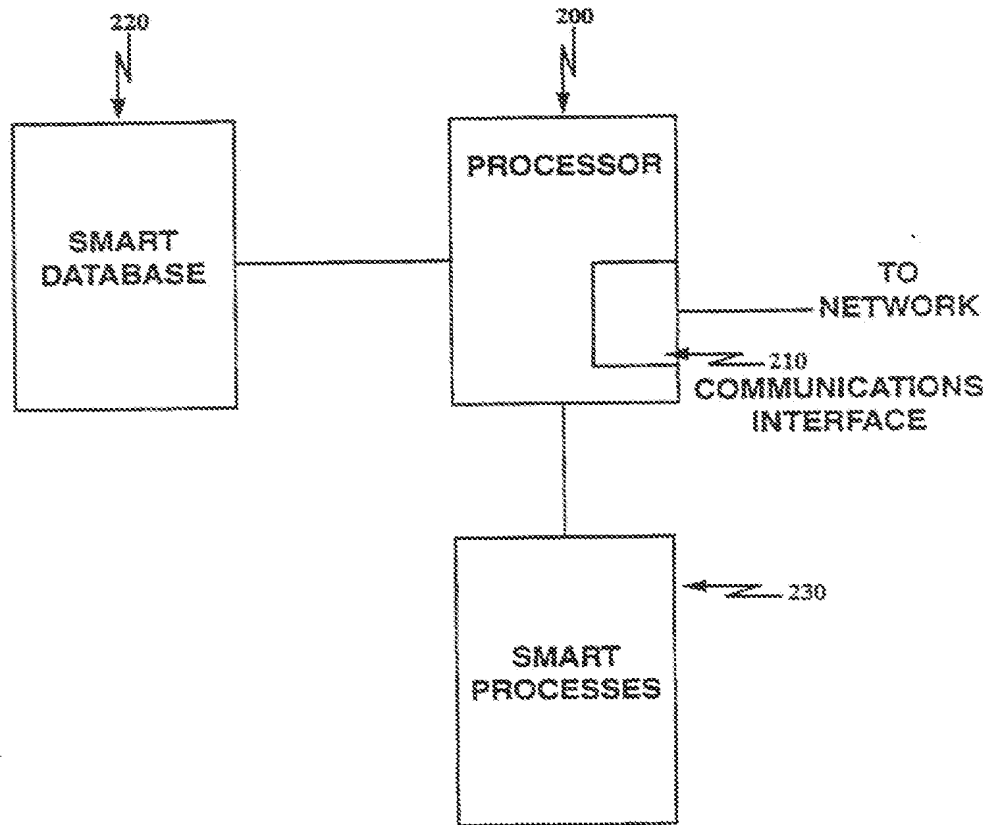 220
200
PROCESSOR
SMART
DATABASE
TO
NETWORK
210
COMMUNICATIONS
INTERFACE
230
SMART
PROCESSES